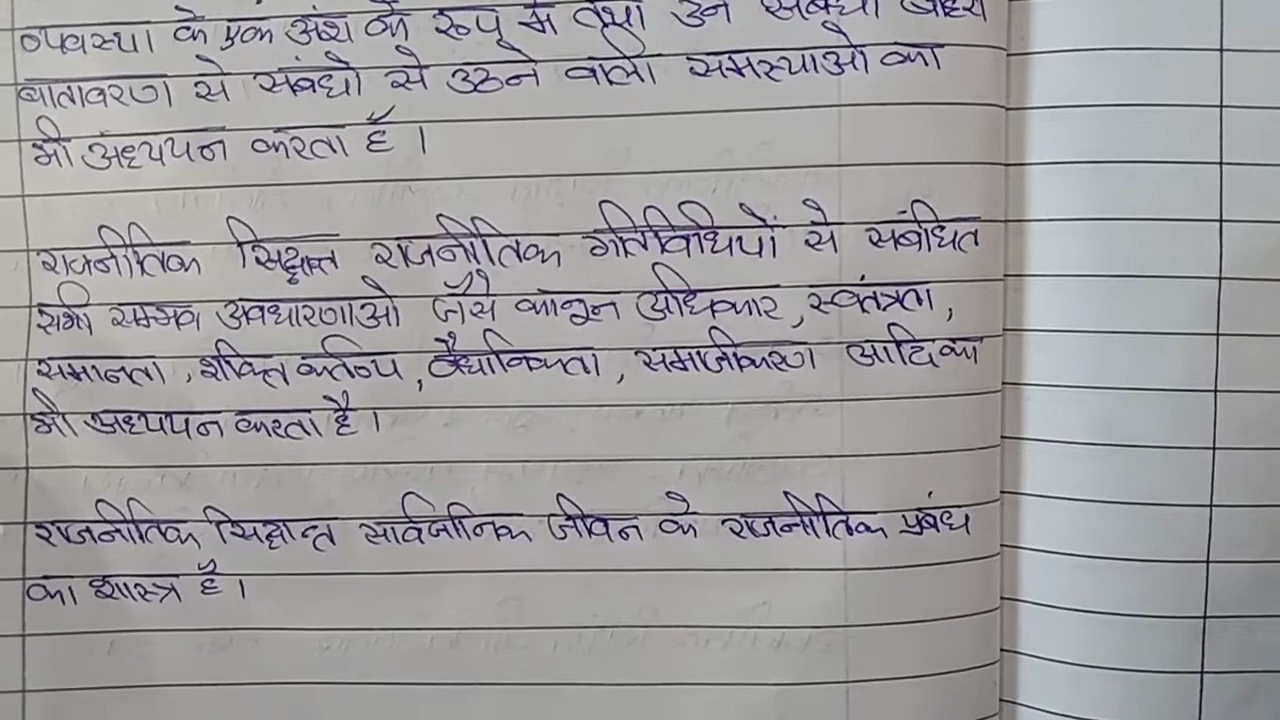 व्यवस्था के एक अंश के रूप में तथा उन संबंधी बाह्य
वातावरण से संबंधो से उठने वाली समस्याओ का
भी अध्ययन करता है ।
राजनीतिक सिद्धान्त राजनीतिक गतिविधियों से संबंधित
सभी सम्भव अवधारणाओ जैसे कानून अधिकार, स्वतंत्रता,
समानता, शक्ति कर्तव्य, वैधानिकता, समाजीकरण आदि का
भी अध्ययन करता है ।
राजनीतिक सिद्धान्त सार्वजनिक जीवन के राजनीतिक प्रबंध
का शास्त्र है ।